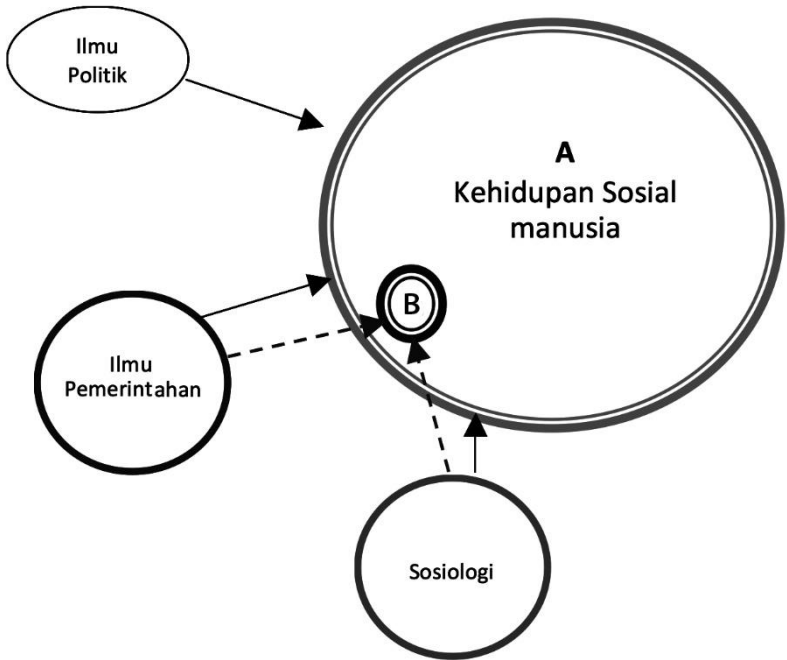 Ilmu
Politik
A
Kehidupan Sosial
manusia
B
Ilmu
Pemerintahan
Sosiologi